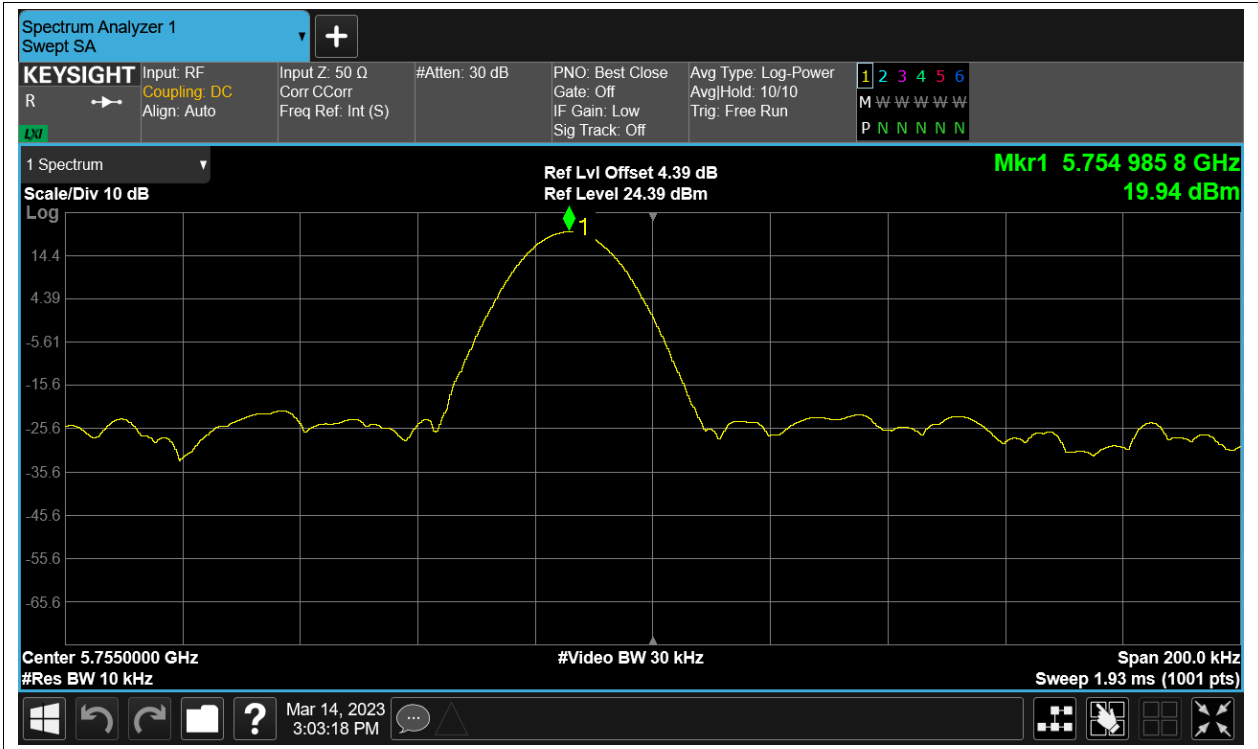 Spectrum Analyzer 1
Swept SA
KEYSIGHT
R
LXI
Input: RF
Coupling: DC
Align: Auto
Input Z: 50 Ω
Corr CCorr
Freq Ref: Int (S)
#Atten: 30 dB
PNO: Best Close
Gate: Off
IF Gain: Low
Sig Track: Off
Avg Type: Log-Power
Avg|Hold: 10/10
Trig: Free Run
1 2 3 4 5 6
M W W W W W W
P N N N N N N
1 Spectrum
Scale/Div 10 dB
Log
Ref Lvl Offset 4.39 dB
Ref Level 24.39 dBm
Mkr1 5.754 985 8 GHz
19.94 dBm
1
14.4
4.39
-5.61
-15.6
-25.6
-35.6
-45.6
-55.6
-65.6
Center 5.7550000 GHz
#Video BW 30 kHz
Span 200.0 kHz
#Res BW 10 kHz
Sweep 1.93 ms (1001 pts)
?
Mar 14, 2023
3:03:18 PM